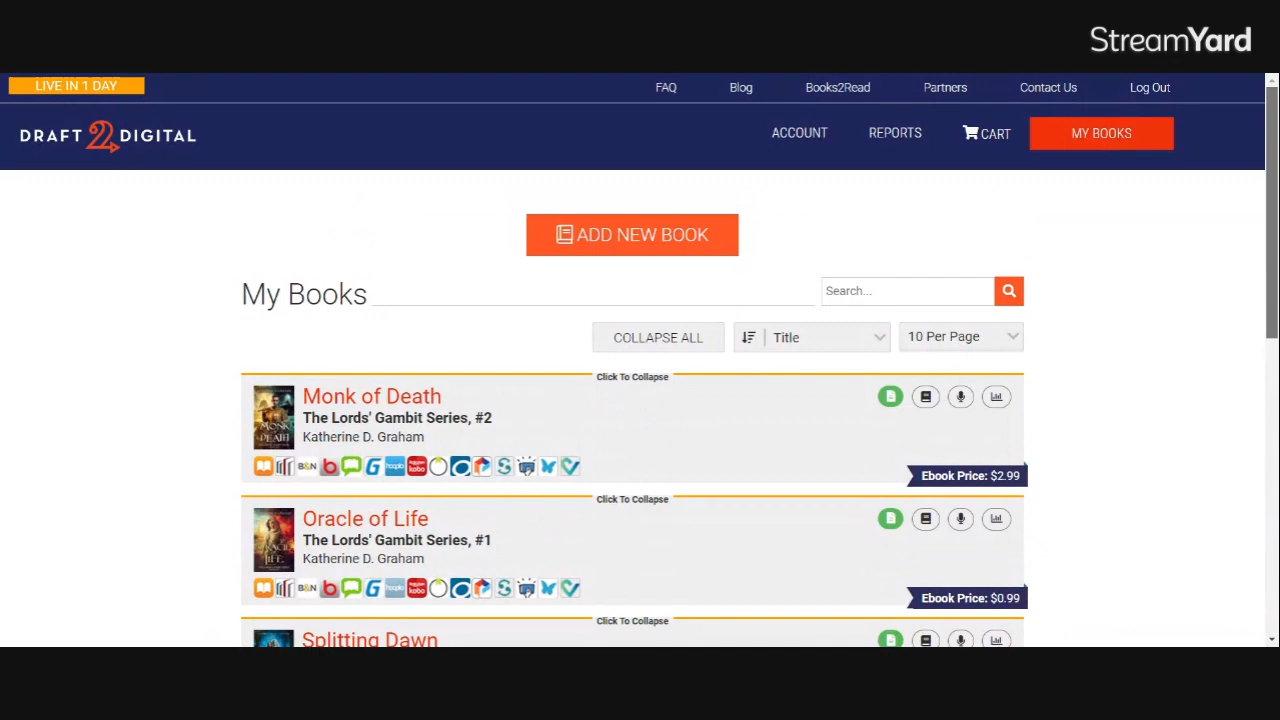 StreamYard
LIVE IN 1 DAY
FAQ Blog Books2Read Partners Contact Us Log Out
DRAFT 2 DIGITAL
ACCOUNT REPORTS CART MY BOOKS
ADD NEW BOOK
My Books
Search...
COLLAPSE ALL Title 10 Per Page
Click To Collapse
Monk of Death
The Lords' Gambit Series, #2
Katherine D. Graham
B&N hoopla
Ebook Price: $2.99
Click To Collapse
Oracle of Life
The Lords' Gambit Series, #1
Katherine D. Graham
B&N hoopla
Ebook Price: $0.99
Click To Collapse
Splitting Dawn